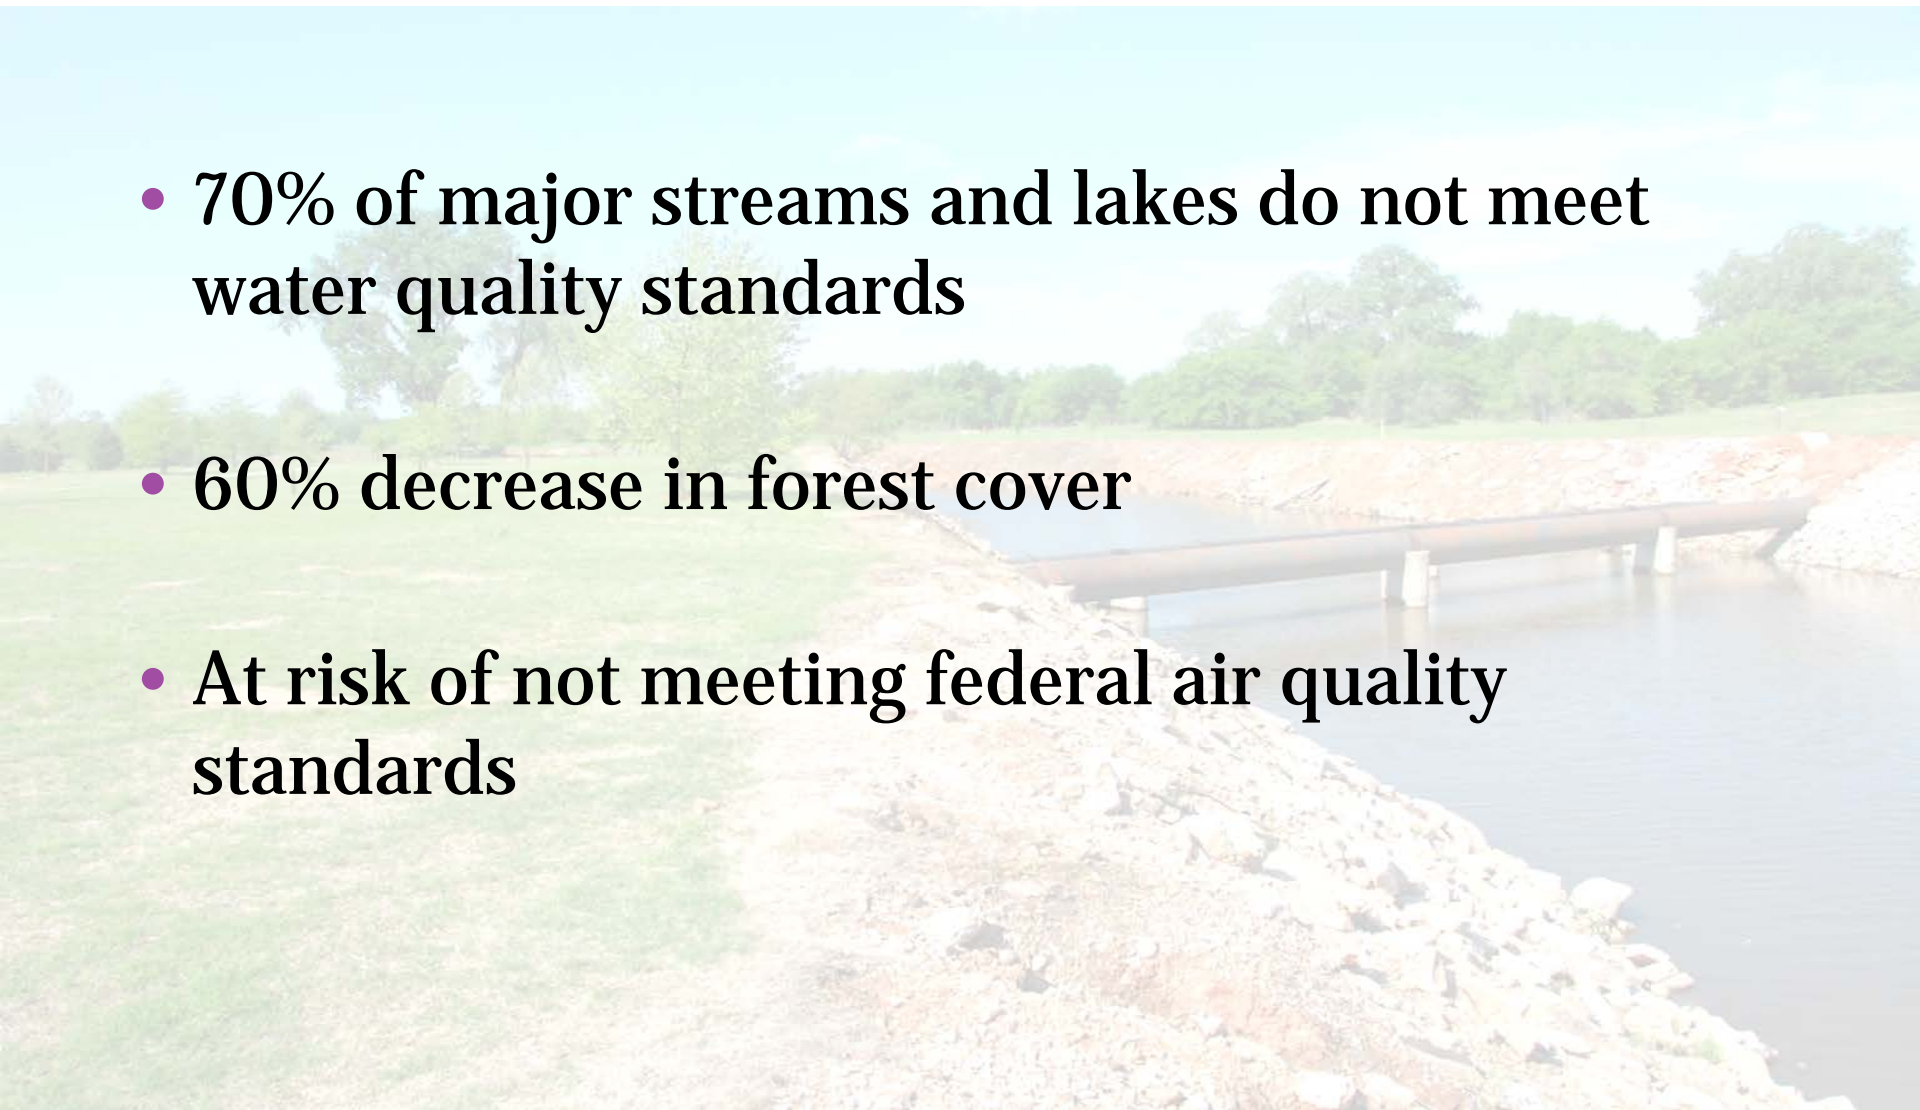 • 70% of major streams and lakes do not meet
water quality standards
• 60% decrease in forest cover
• At risk of not meeting federal air quality
standards